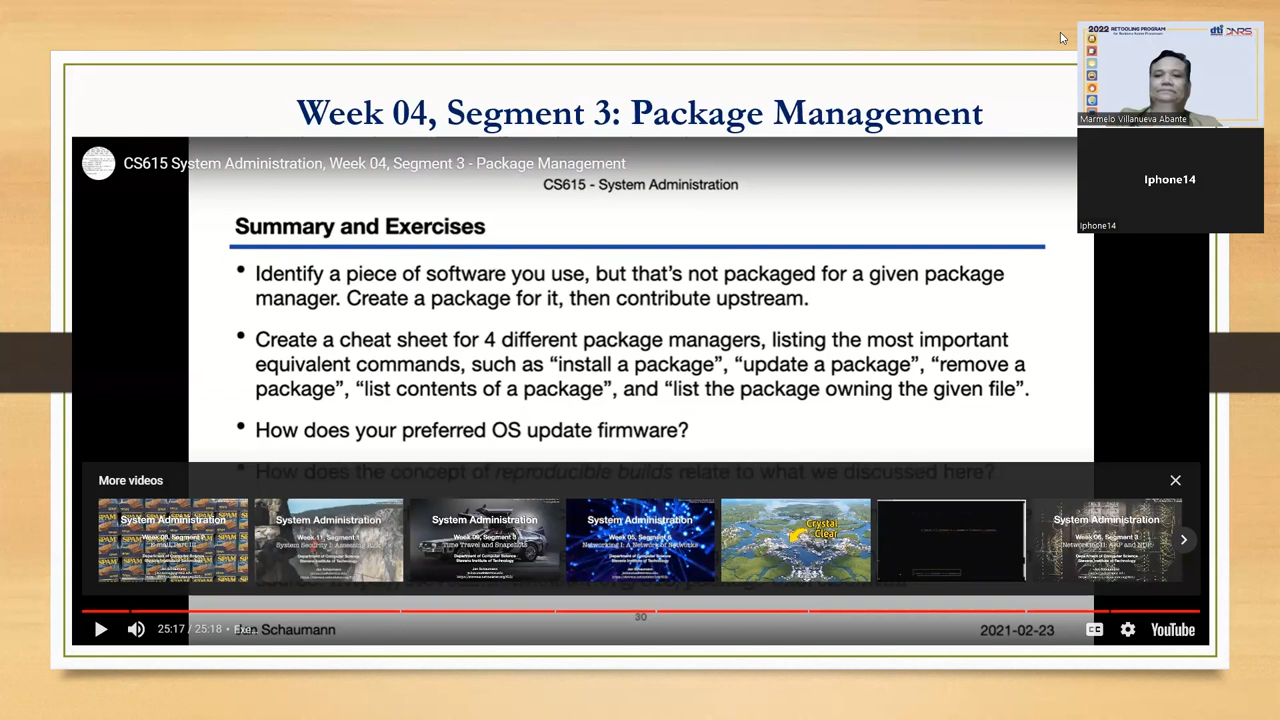 2022 RETOOLING PROGRAM
dti
Marmelo Villanueva Abante
Iphone14
Iphone14
Week 04, Segment 3: Package Management
CS615 System Administration, Week 04, Segment 3 - Package Management
CS615 - System Administration
Summary and Exercises
• Identify a piece of software you use, but that's not packaged for a given package
manager. Create a package for it, then contribute upstream.
• Create a cheat sheet for 4 different package managers, listing the most important
equivalent commands, such as “install a package”, “update a package”, “remove a
package”, “list contents of a package”, and “list the package owning the given file”.
• How does your preferred OS update firmware?
How does the concept of reproducible builds relate to what we discussed here?
More videos
System Administration
System Administration
Week 11, Segment 1
System Administration
System Administration
Crystal
Clear
System Administration
30
25:17 / 25:18
Schaumann
2021-02-23
CC
YouTube